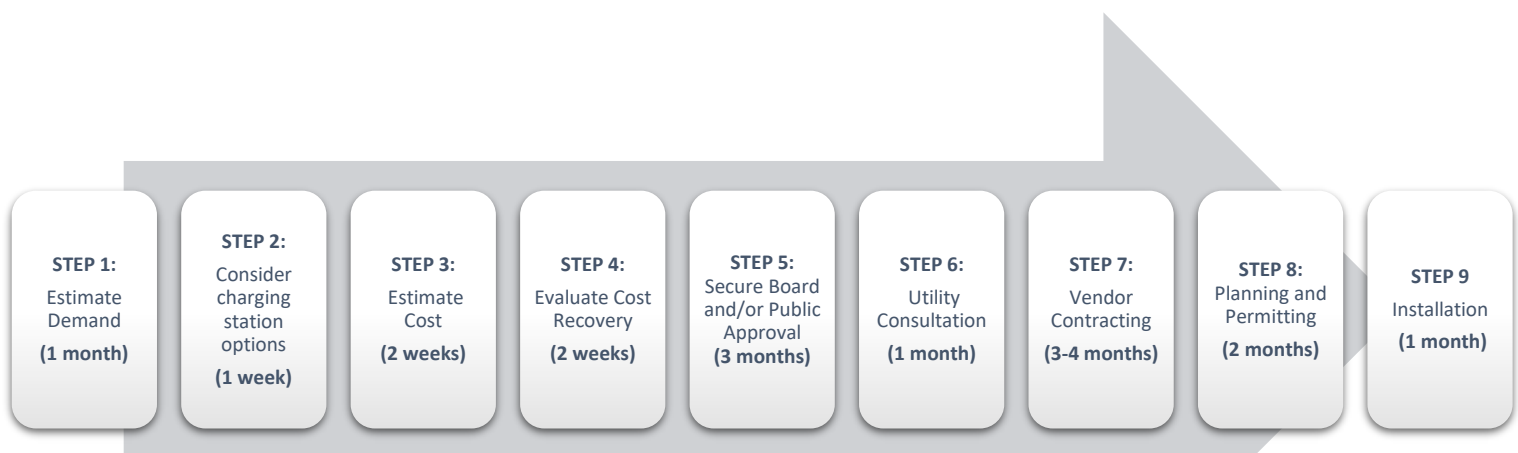 STEP 1:
Estimate
Demand
(1 month)
STEP 2:
Consider
charging
station
options
(1 week)
STEP 3:
Estimate
Cost
(2 weeks)
STEP 4:
Evaluate Cost
Recovery
(2 weeks)
STEP 5:
Secure Board
and/or Public
Approval
(3 months)
STEP 6:
Utility
Consultation
(1 month)
STEP 7:
Vendor
Contracting
(3-4 months)
STEP 8:
Planning and
Permitting
(2 months)
STEP 9
Installation
(1 month)